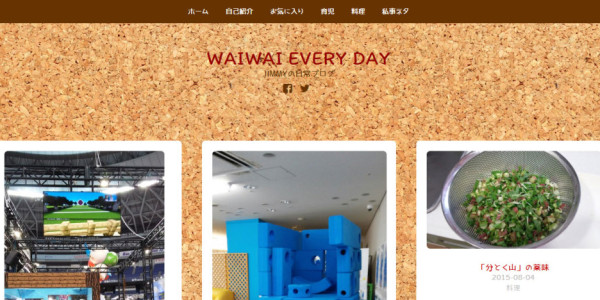 ホーム 自己紹介 お気に入り 育児 料理 私事ネタ
WAIWAI EVERY DAY
JIMMYの日常ブログ
「分とく山」の薬味
2015-08-04
料理